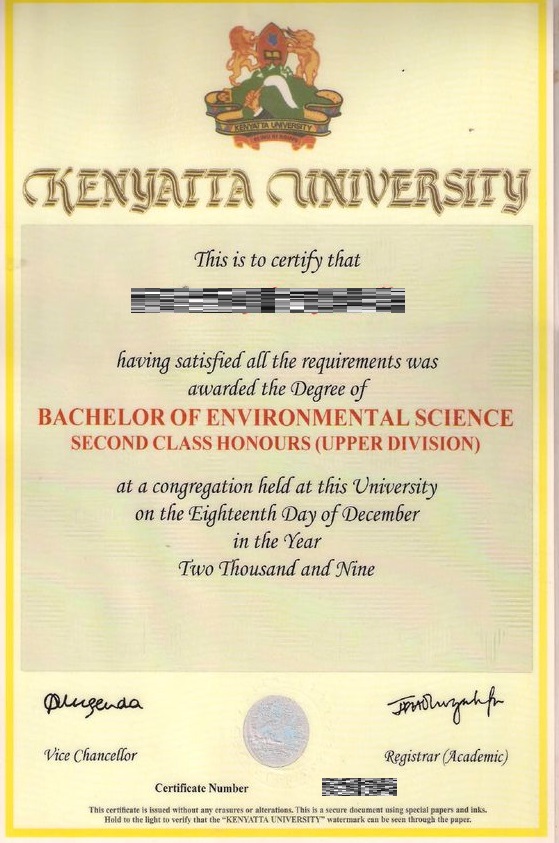 KENYATTA UNIVERSITY
KENYATTA UNIVERSITY
This is to certify that
having satisfied all the requirements was
awarded the Degree of
BACHELOR OF ENVIRONMENTAL SCIENCE
SECOND CLASS HONOURS (UPPER DIVISION)
at a congregation held at this University
on the Eighteenth Day of December
in the Year
Two Thousand and Nine
Vice Chancellor
Registrar (Academic)
Certificate Number
This certificate is issued without any erasures or alterations. This is a secure document using special papers and inks.
Hold to the light to verify that the "KENYATTA UNIVERSITY" watermark can be seen through the paper.